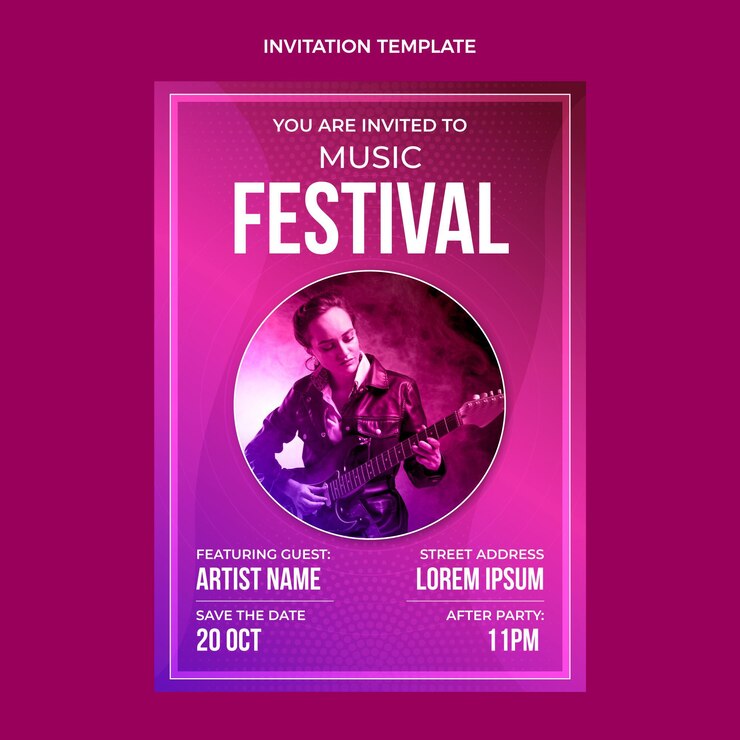 INVITATION TEMPLATE
YOU ARE INVITED TO
MUSIC
FESTIVAL
FEATURING GUEST:
ARTIST NAME
STREET ADDRESS
LOREM IPSUM
SAVE THE DATE
20 OCT
AFTER PARTY:
11PM